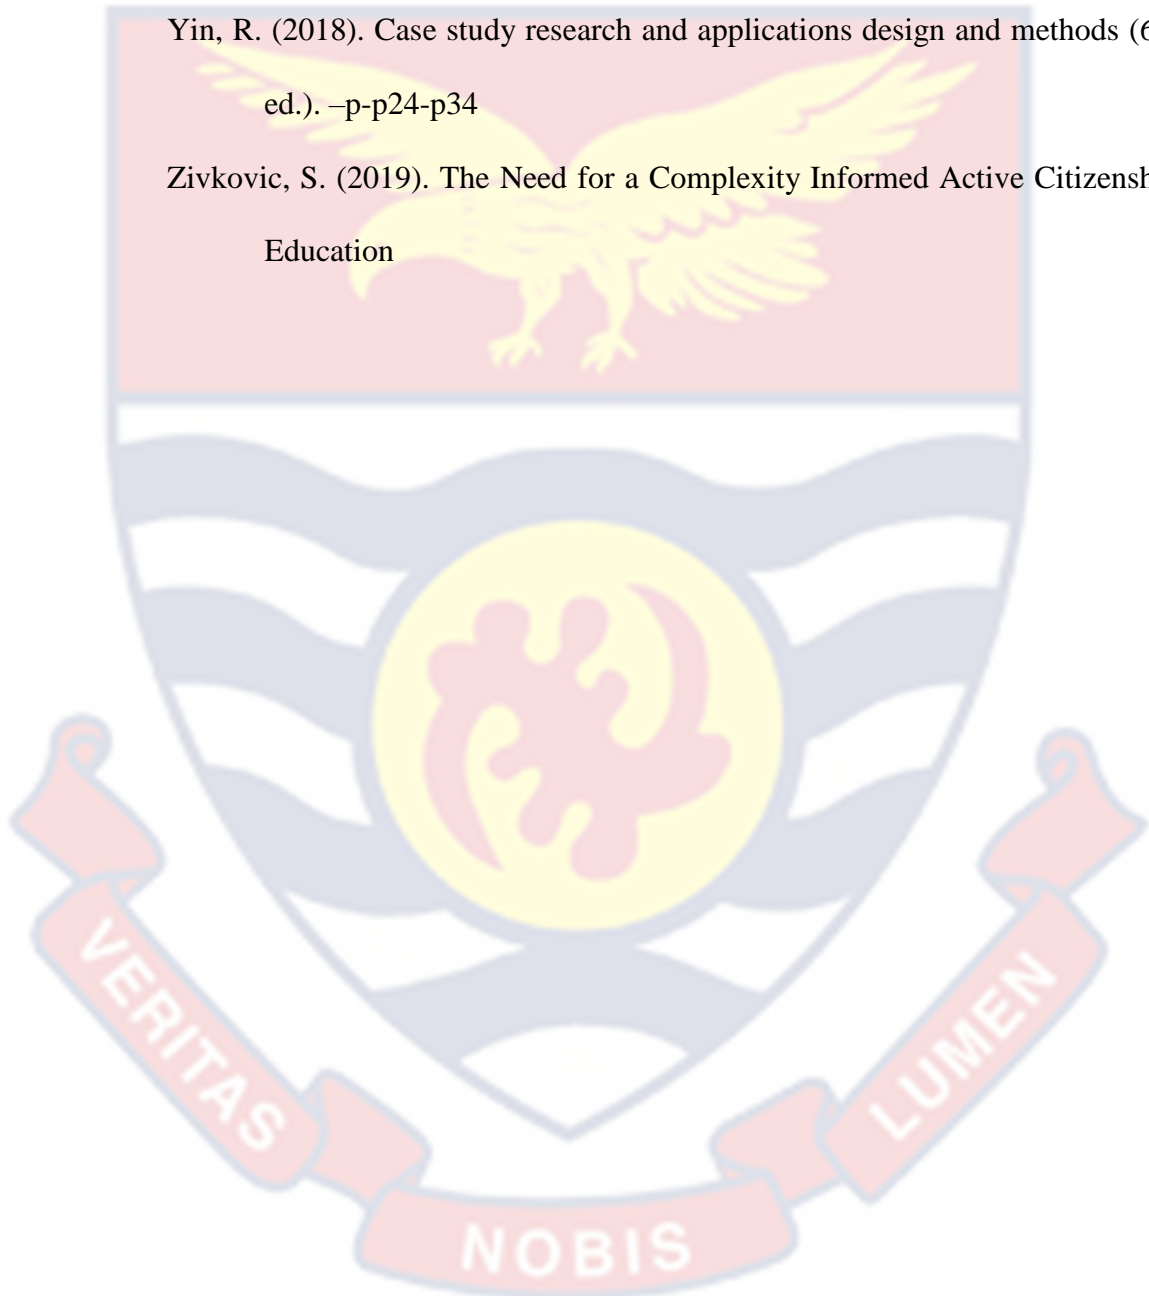 Yin, R. (2018). Case study research and applications design and methods (6
ed.). –p-p24-p34
Zivkovic, S. (2019). The Need for a Complexity Informed Active Citizensh
Education
VERITAS
NOBIS
LUMEN